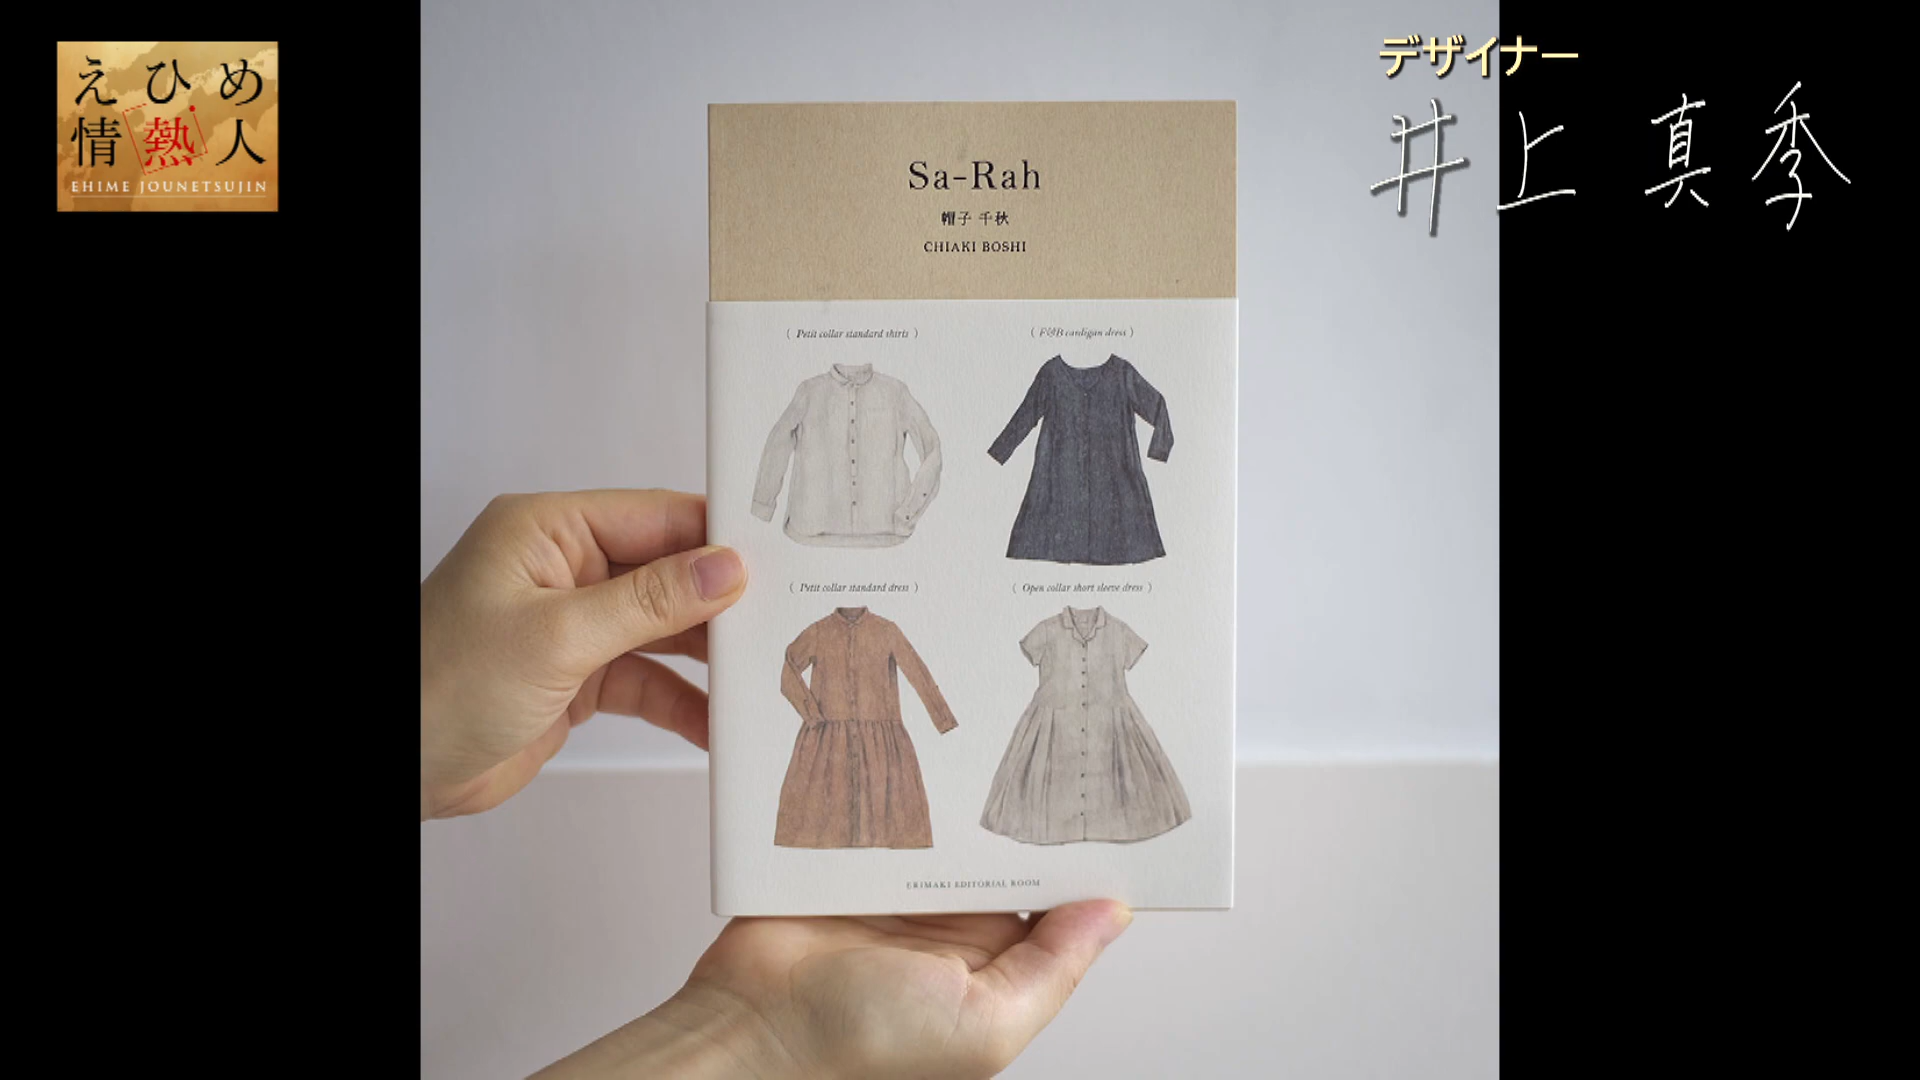 えひめ
情熱人
EHIME JOUNETSUJIN
デザイナー
井上 真季
Sa-Rah
帽子 千秋
CHIAKI BOSHI
( Petit collar standard shirts )
( F&B cardigan dress )
( Petit collar standard dress )
( Open collar short sleeve dress )
ERIMAKI EDITORIAL ROOM